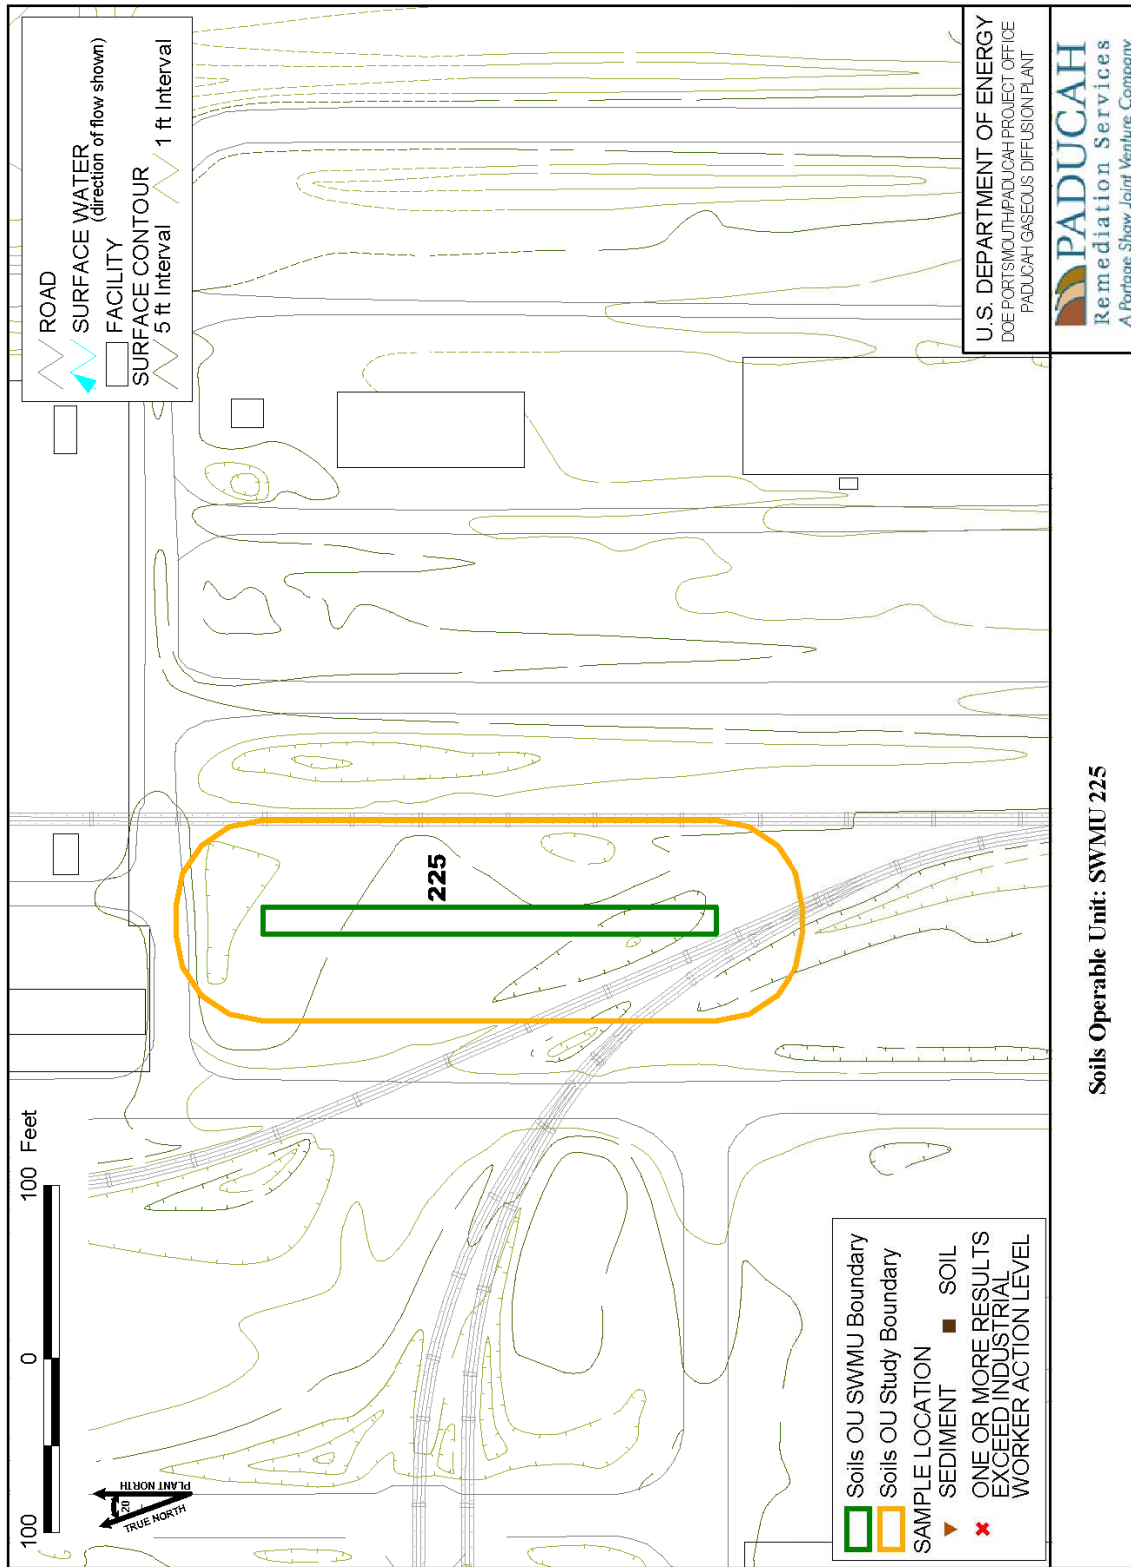 100 0 100 Feet
TRUE NORTH
20
PLANT NORTH
ROAD
SURFACE WATER
(direction of flow shown)
FACILITY
SURFACE CONTOUR
5 ft Interval 1 ft Interval
225
Soils OU SWMU Boundary
Soils OU Study Boundary
SAMPLE LOCATION
SEDIMENT SOIL
ONE OR MORE RESULTS
EXCEED INDUSTRIAL
WORKER ACTION LEVEL
U.S. DEPARTMENT OF ENERGY
DOE PORTSMOUTH/PADUCAH PROJECT OFFICE
PADUCAH GASEOUS DIFFUSION PLANT
PADUCAH
Remediation Services
A Portage Shaw Joint Venture Company
Soils Operable Unit: SWMU 225